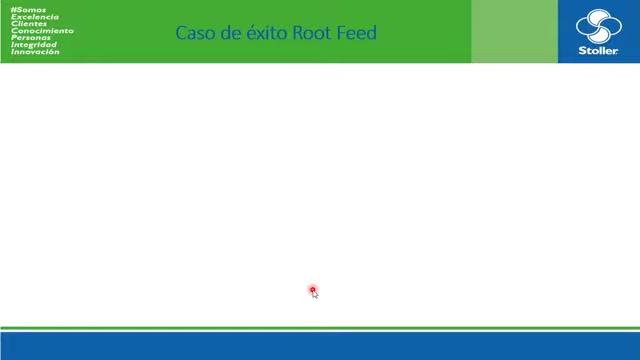 #Somos
Excelencia
Clientes
Conocimiento
Personas
Integridad
Innovación
Caso de éxito Root Feed
Stoller